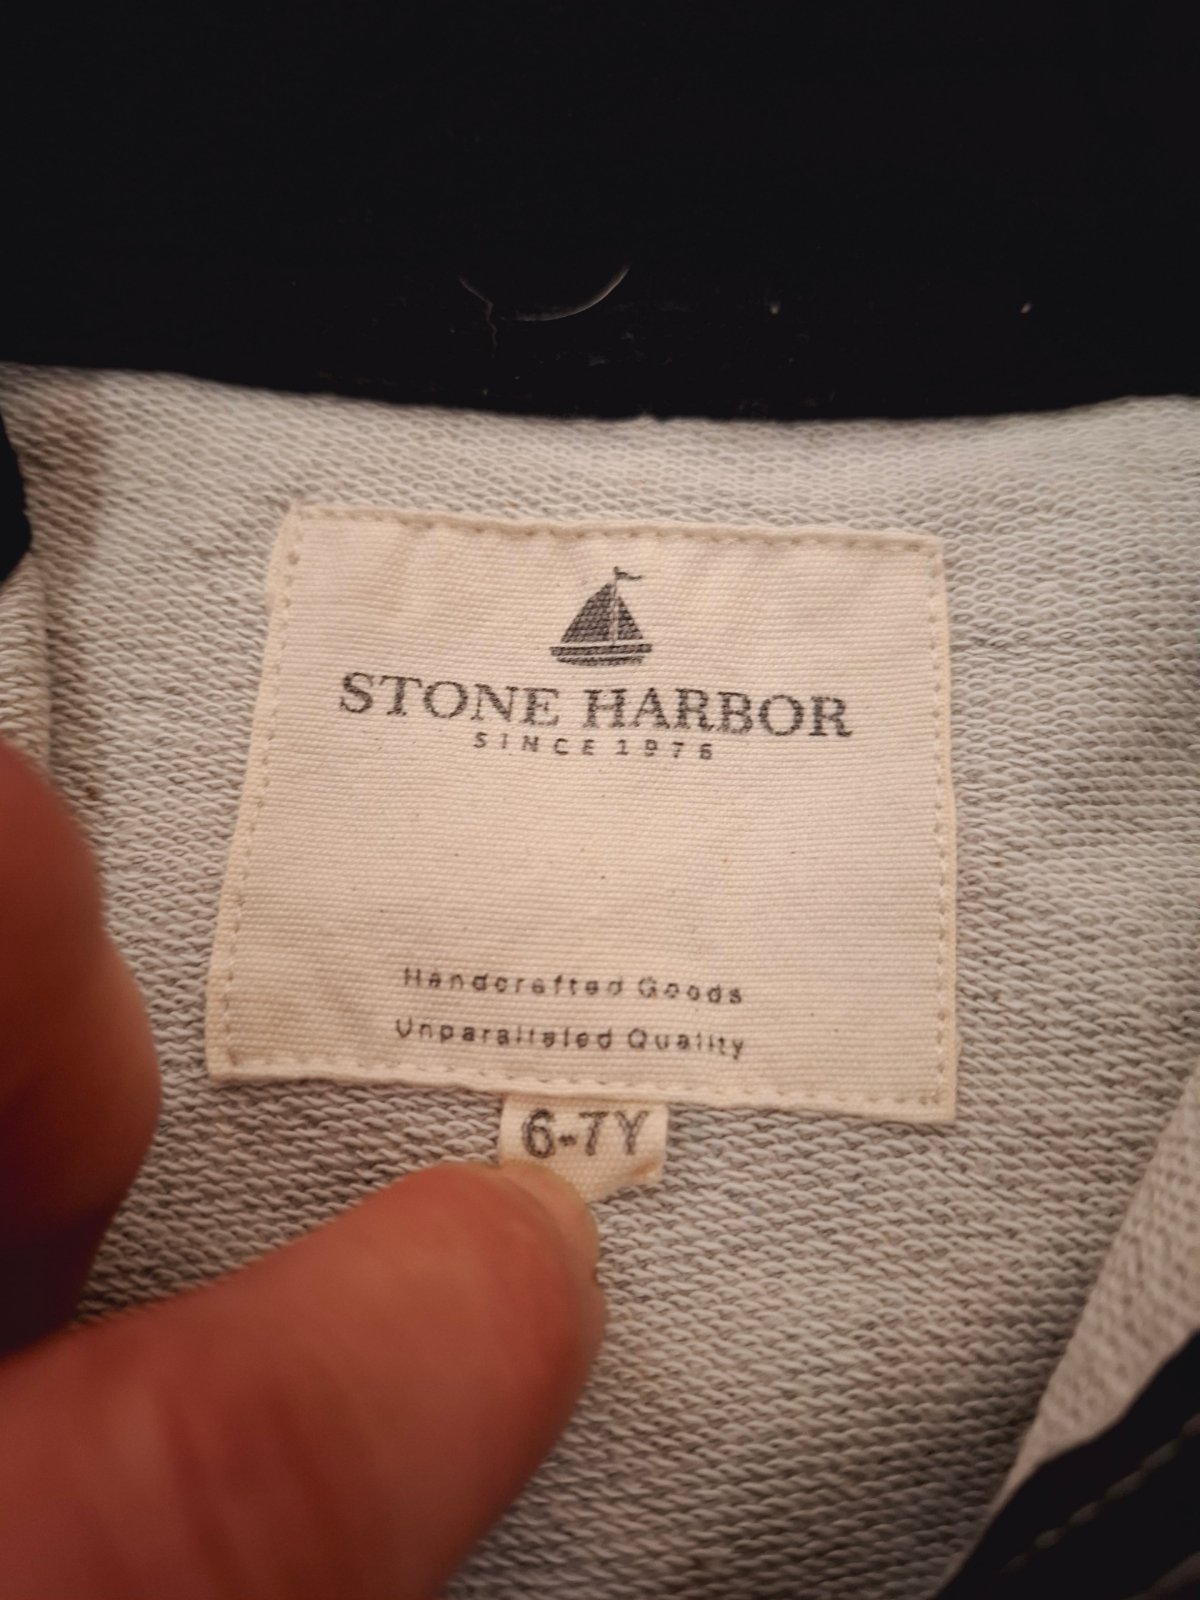 STONE HARBOR
SINCE 1976
Handcrafted Goods
Unparalleled Quality
6-7Y